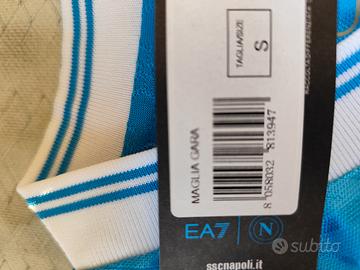 TAGLIA/SIZE
S
MAGLIA GARA
8 058032 813947
EA7
N
sscnapoli.it
subito